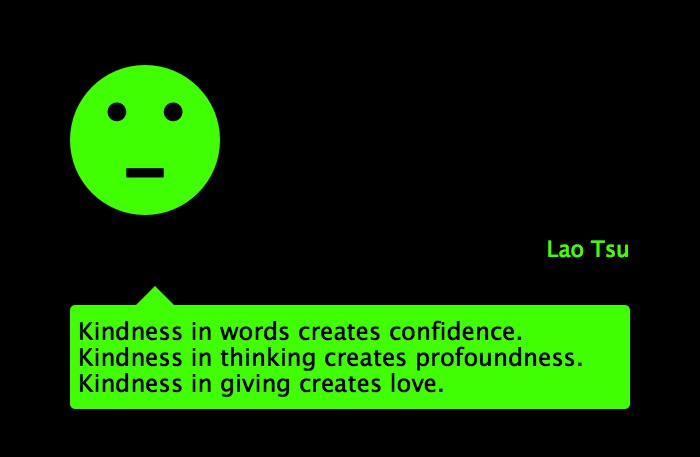 Lao Tsu
Kindness in words creates confidence.
Kindness in thinking creates profoundness.
Kindness in giving creates love.